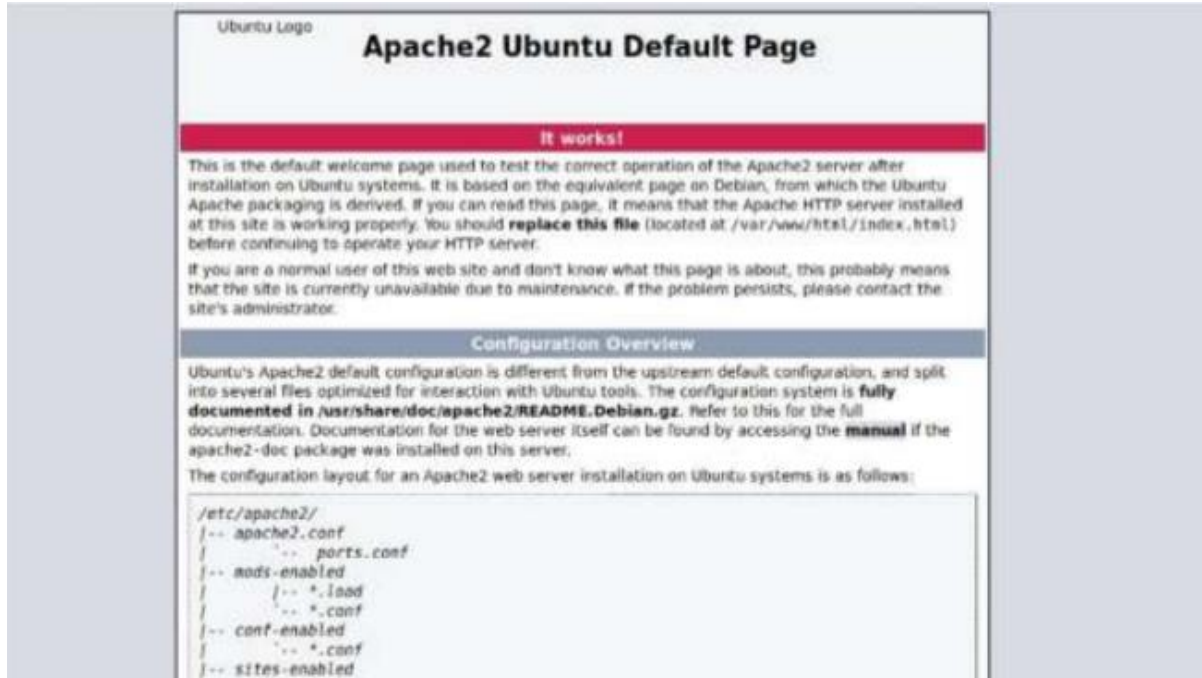 Ubuntu Logo
Apache2 Ubuntu Default Page
It works!
This is the default welcome page used to test the correct operation of the Apache2 server after
installation on Ubuntu systems. It is based on the equivalent page on Debian, from which the Ubuntu
Apache packaging is derived. If you can read this page, it means that the Apache HTTP server installed
at this site is working properly. You should replace this file (located at /var/www/html/index.html)
before continuing to operate your HTTP server.
If you are a normal user of this web site and don't know what this page is about, this probably means
that the site is currently unavailable due to maintenance. If the problem persists, please contact the
site's administrator.
Configuration Overview
Ubuntu's Apache2 default configuration is different from the upstream default configuration, and split
into several files optimized for interaction with Ubuntu tools. The configuration system is fully
documented in /usr/share/doc/apache2/README.Debian.gz. Refer to this for the full
documentation. Documentation for the web server itself can be found by accessing the manual if the
apache2-doc package was installed on this server.
The configuration layout for an Apache2 web server installation on Ubuntu systems is as follows:
/etc/apache2/
|-- apache2.conf
|       `--  ports.conf
|-- mods-enabled
|       |-- *.load
|       `-- *.conf
|-- conf-enabled
|       `-- *.conf
|-- sites-enabled